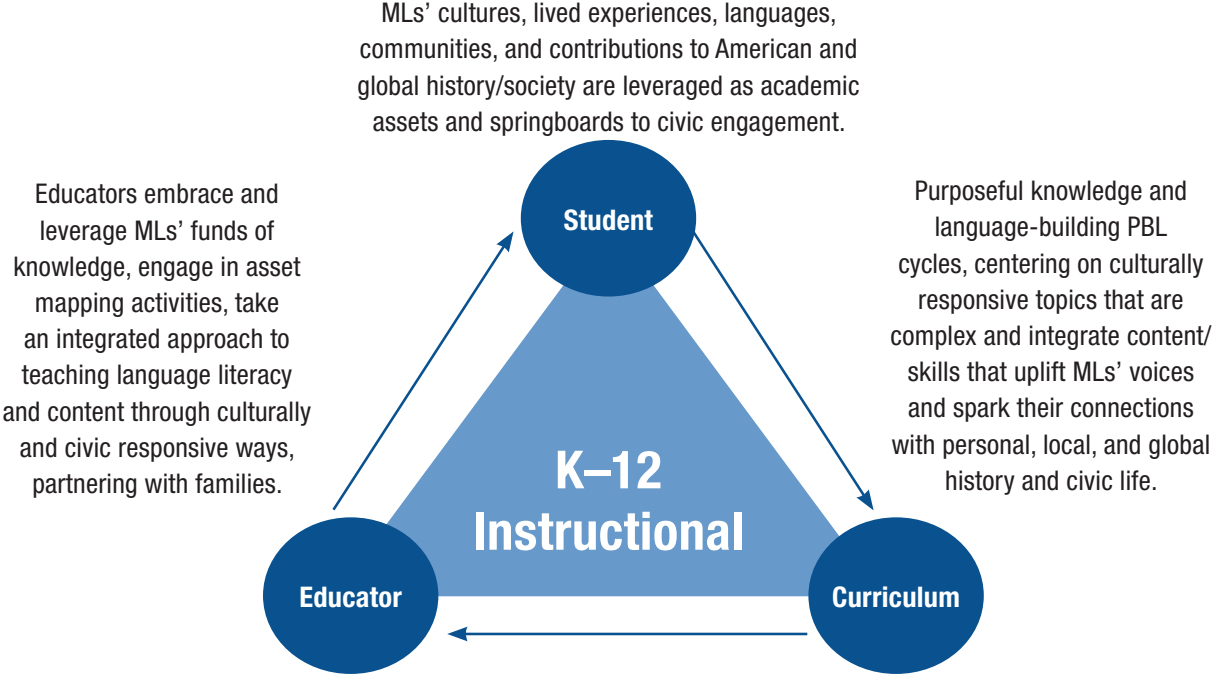 MLs’ cultures, lived experiences, languages,
communities, and contributions to American and
global history/society are leveraged as academic
assets and springboards to civic engagement.
Student
Educators embrace and
leverage MLs’ funds of
knowledge, engage in asset
mapping activities, take
an integrated approach to
teaching language literacy
and content through culturally
and civic responsive ways,
partnering with families.
Purposeful knowledge and
language-building PBL
cycles, centering on culturally
responsive topics that are
complex and integrate content/
skills that uplift MLs’ voices
and spark their connections
with personal, local, and global
history and civic life.
K–12
Instructional
Educator
Curriculum